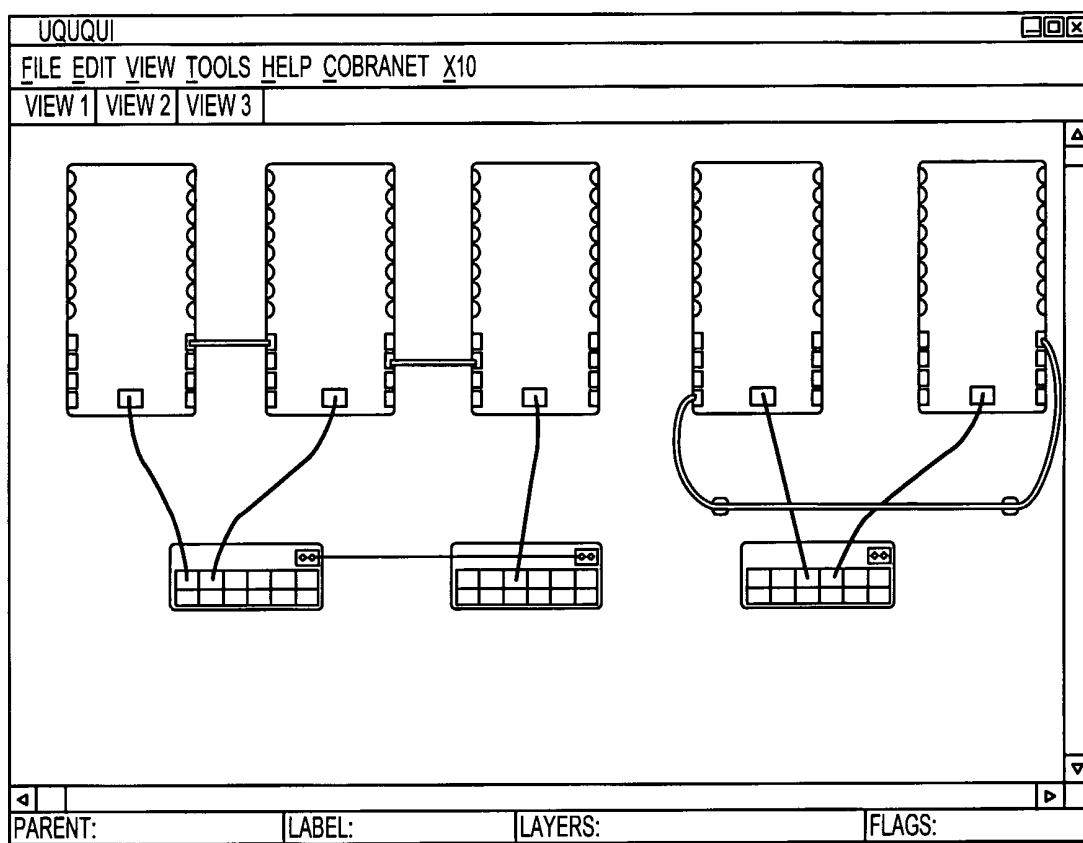 UQUQUI
FILE EDIT VIEW TOOLS HELP COBRANET X10
VIEW 1 VIEW 2 VIEW 3
PARENT: LABEL: LAYERS: FLAGS: